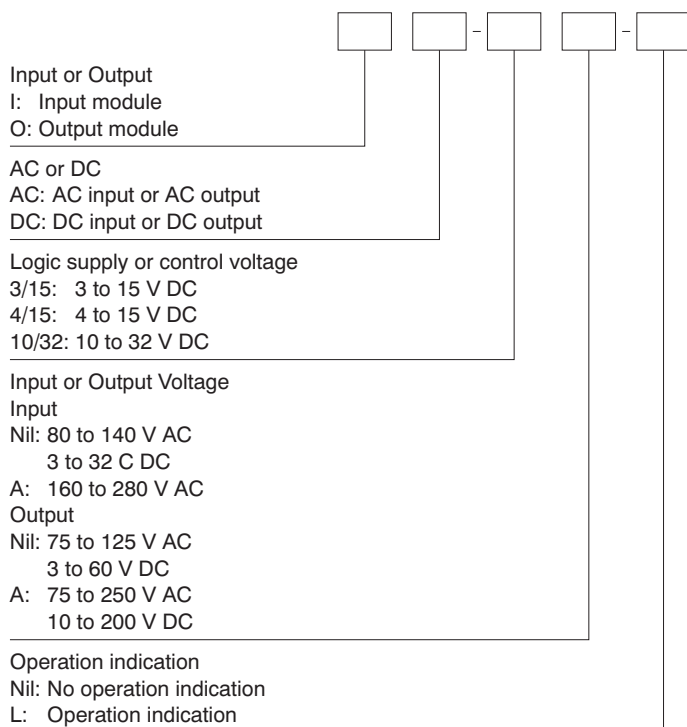 - -
Input or Output
I: Input module
O: Output module
AC or DC
AC: AC input or AC output
DC: DC input or DC output
Logic supply or control voltage
3/15: 3 to 15 V DC
4/15: 4 to 15 V DC
10/32: 10 to 32 V DC
Input or Output Voltage
Input
Nil: 80 to 140 V AC
3 to 32 C DC
A: 160 to 280 V AC
Output
Nil: 75 to 125 V AC
3 to 60 V DC
A: 75 to 250 V AC
10 to 200 V DC
Operation indication
Nil: No operation indication
L: Operation indication